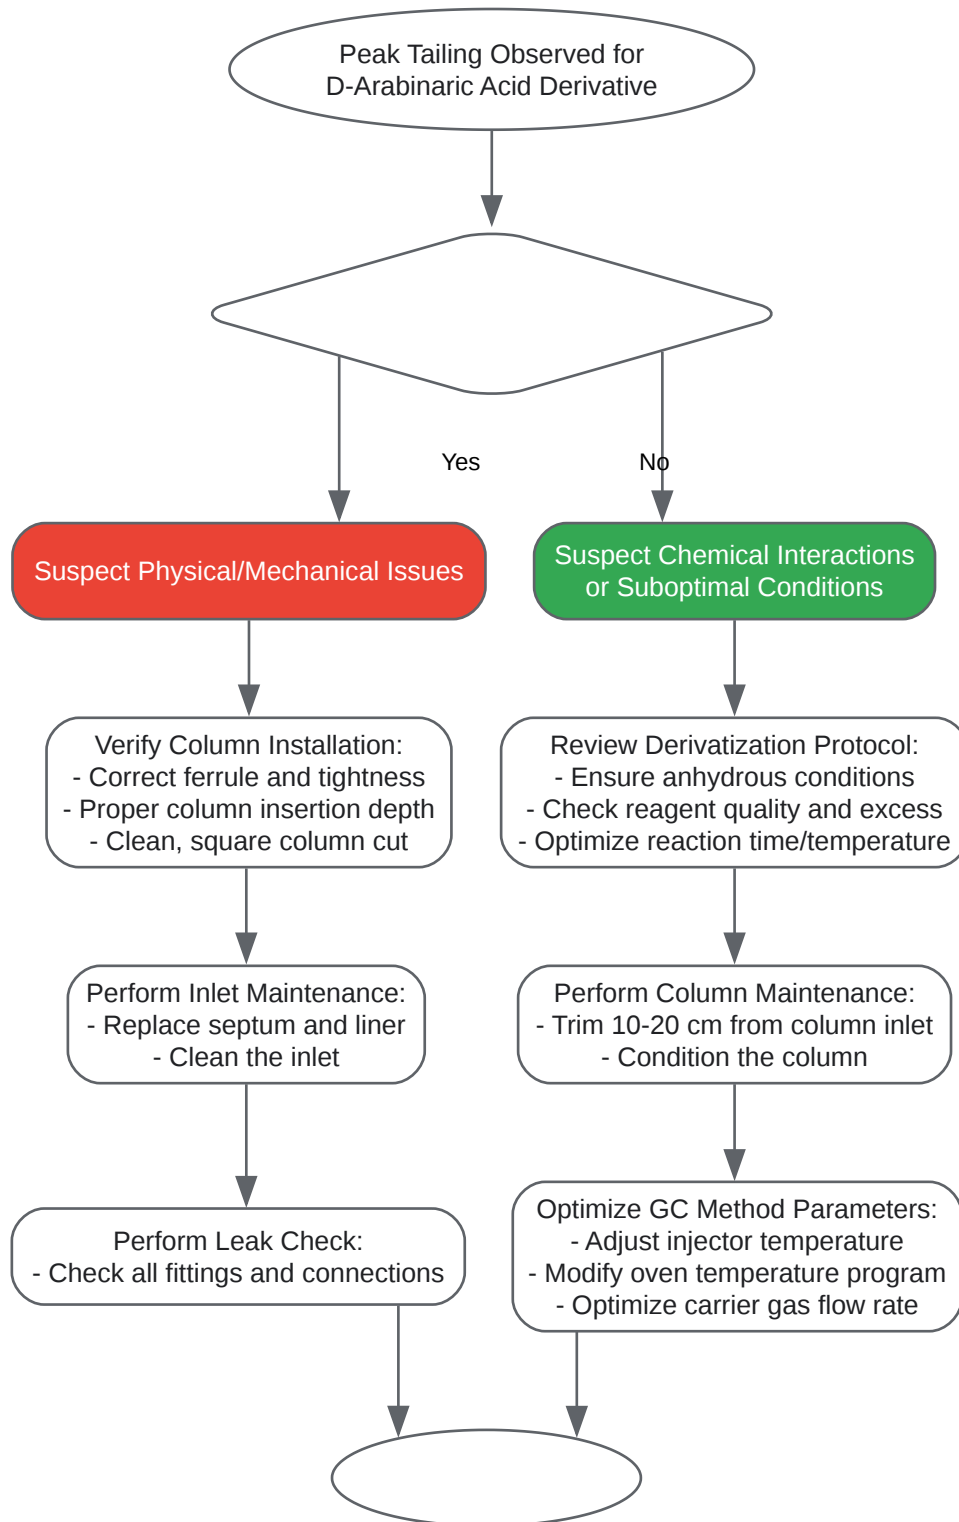 Peak Tailing Observed for
D-Arabinaric Acid Derivative
Yes
No
Suspect Physical/Mechanical Issues
Suspect Chemical Interactions
or Suboptimal Conditions
Verify Column Installation:
- Correct ferrule and tightness
- Proper column insertion depth
- Clean, square column cut
Review Derivatization Protocol:
- Ensure anhydrous conditions
- Check reagent quality and excess
- Optimize reaction time/temperature
Perform Inlet Maintenance:
- Replace septum and liner
- Clean the inlet
Perform Column Maintenance:
- Trim 10-20 cm from column inlet
- Condition the column
Perform Leak Check:
- Check all fittings and connections
Optimize GC Method Parameters:
- Adjust injector temperature
- Modify oven temperature program
- Optimize carrier gas flow rate